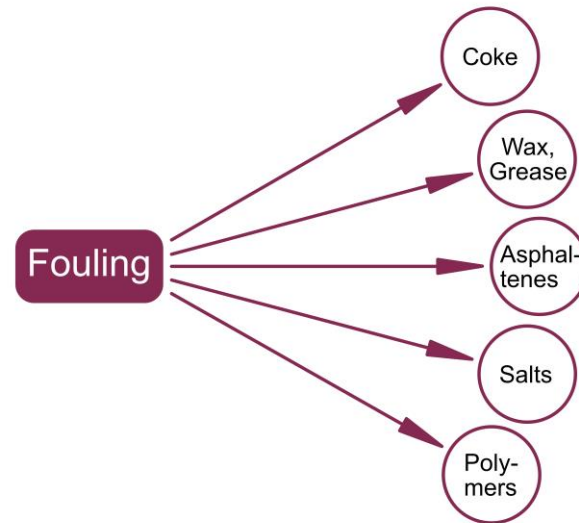 Coke
Wax,
Grease
Fouling
Asphal-
tenes
Salts
Poly-
mers